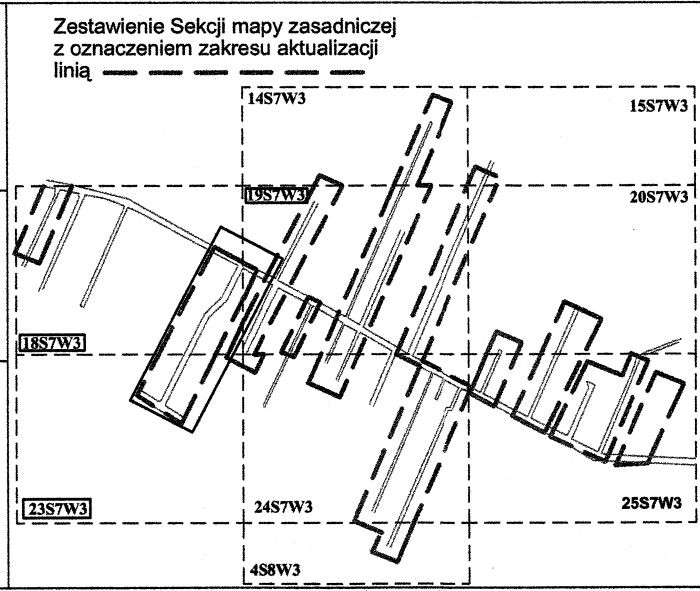 Zestawienie Sekcji mapy zasadniczej
z oznaczeniem zakresu aktualizacji
linią
14S7W3
15S7W3
19S7W3
20S7W3
18S7W3
23S7W3
24S7W3
25S7W3
4S8W3